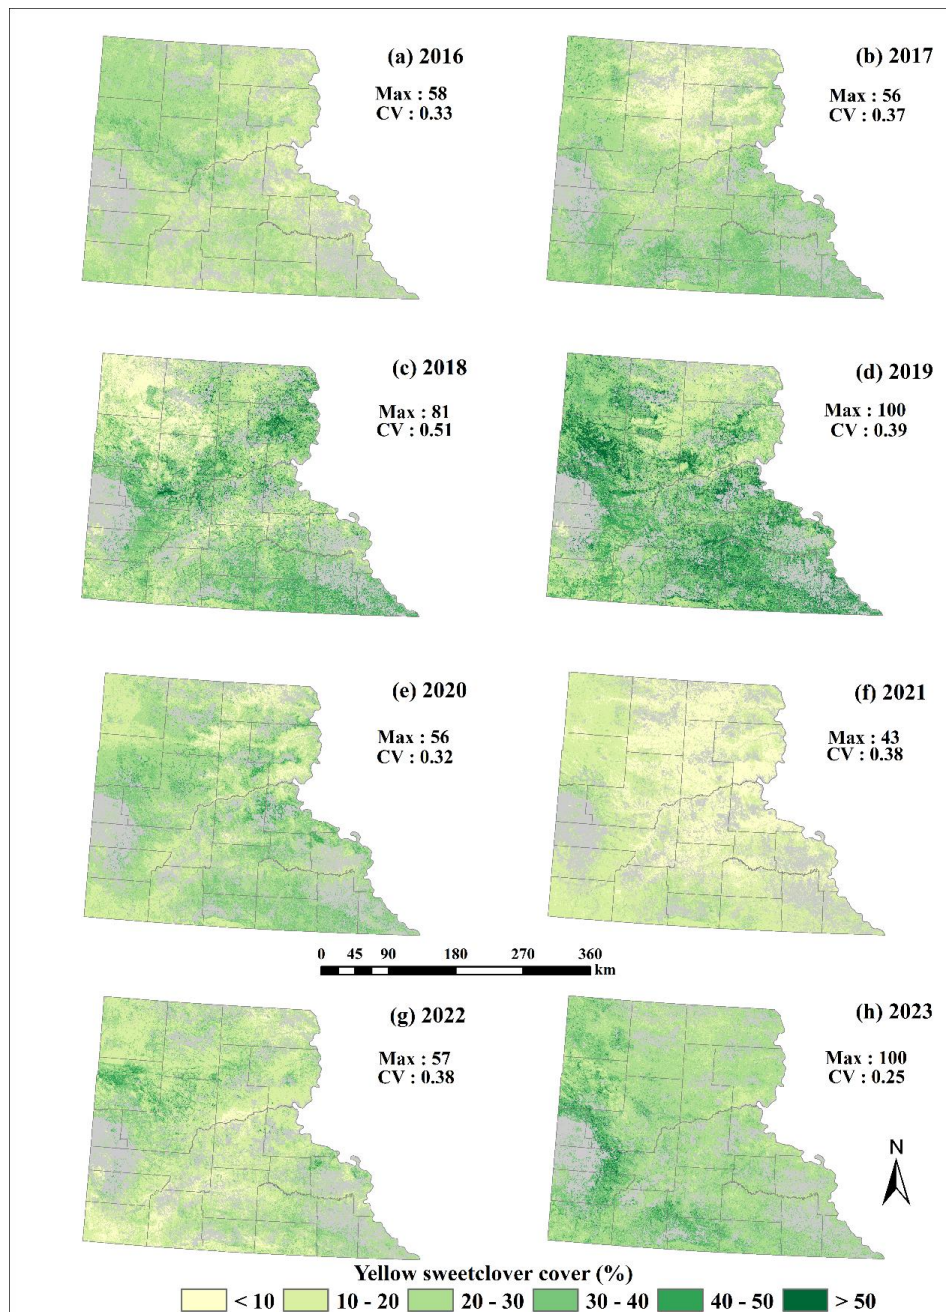 (a) 2016
Max : 58
CV : 0.33
(b) 2017
Max : 56
CV : 0.37
(c) 2018
Max : 81
CV : 0.51
(d) 2019
Max : 100
CV : 0.39
(e) 2020
Max : 56
CV : 0.32
(f) 2021
Max : 43
CV : 0.38
0 45 90 180 270 360
km
(g) 2022
Max : 57
CV : 0.38
(h) 2023
Max : 100
CV : 0.25
N
Yellow sweetclover cover (%)
< 10 10 - 20 20 - 30 30 - 40 40 - 50 > 50